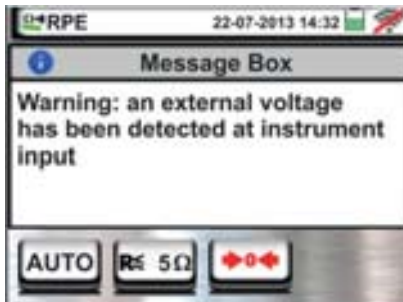 RPE 22-07-2013 14:32
Message Box
Warning: an external voltage
has been detected at instrument
input
AUTO R≤ 5Ω →0←